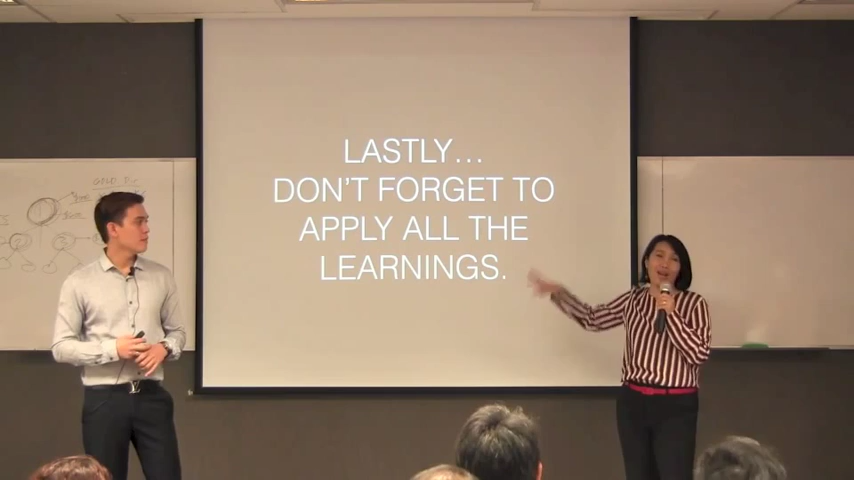 LASTLY...
DON'T FORGET TO
APPLY ALL THE
LEARNINGS.